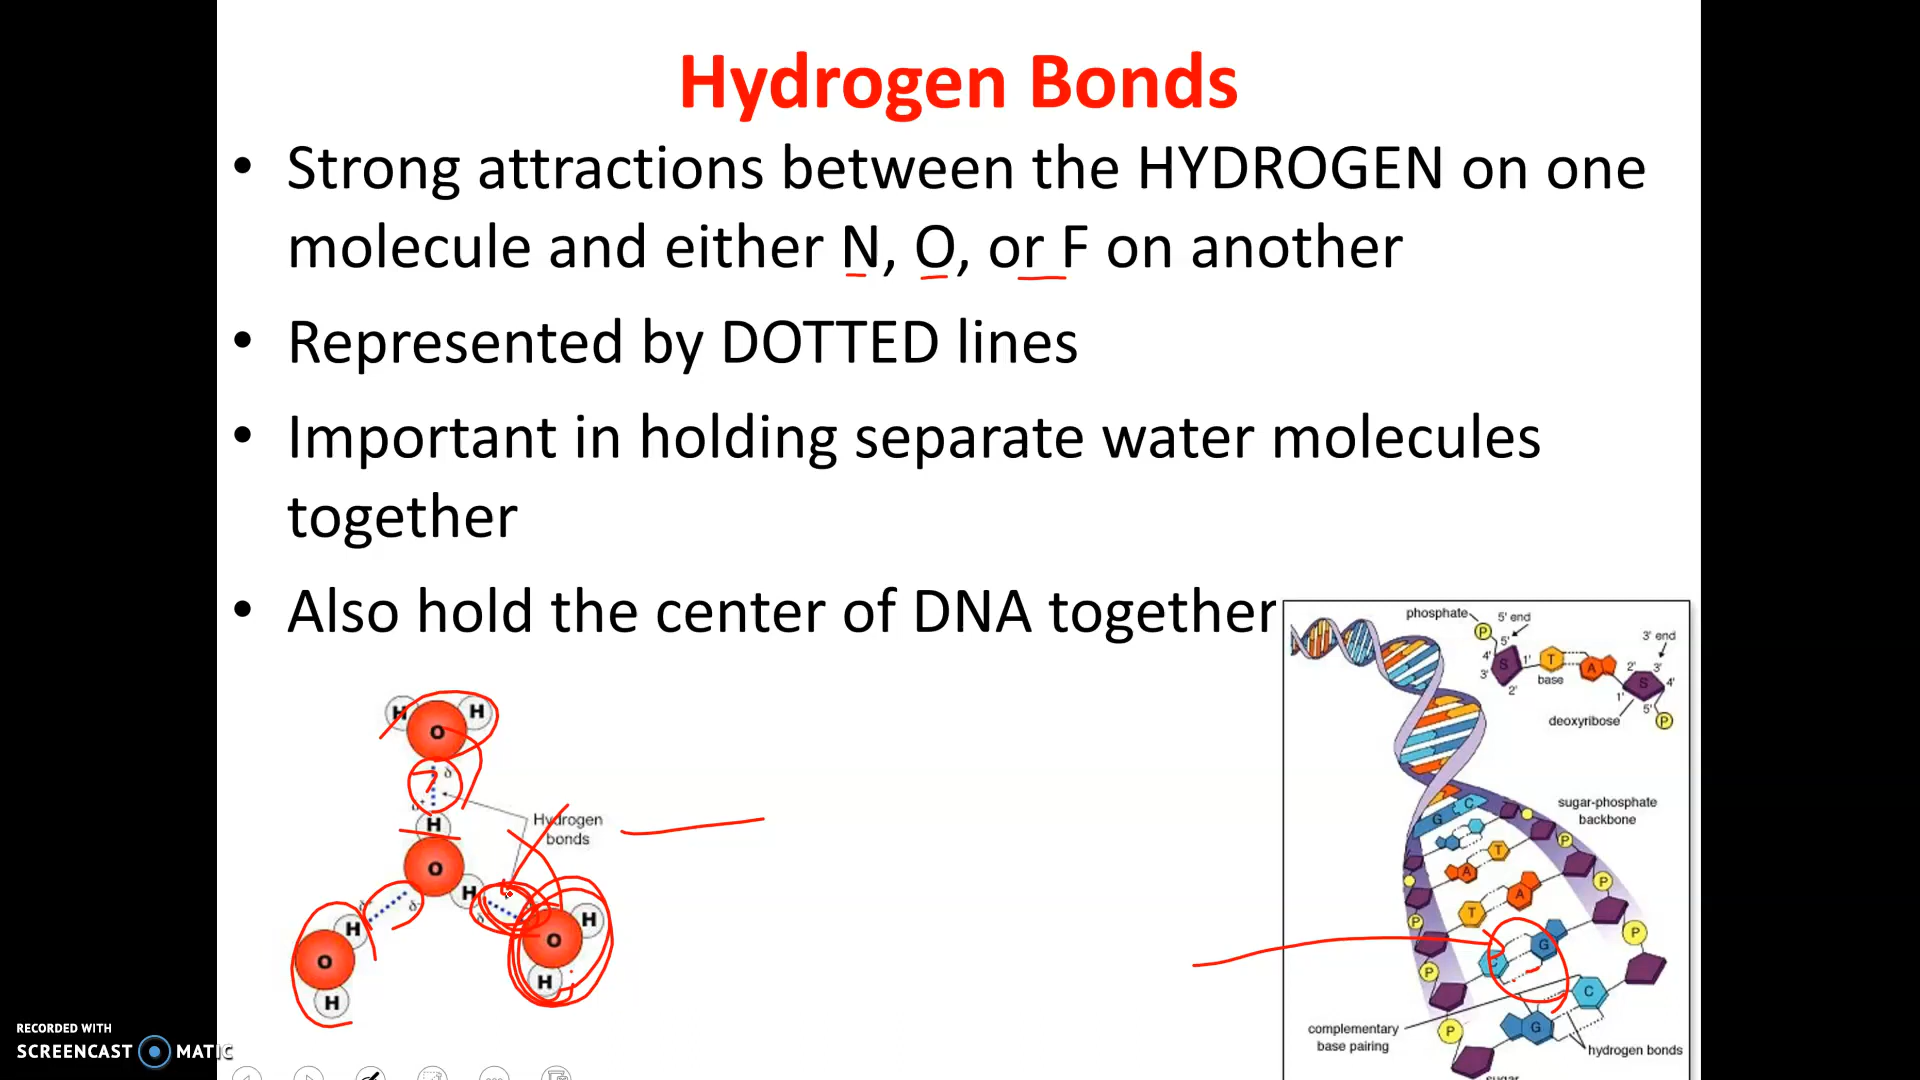 Hydrogen Bonds
• Strong attractions between the HYDROGEN on one
molecule and either N, O, or F on another
• Represented by DOTTED lines
• Important in holding separate water molecules
together
• Also hold the center of DNA together
H H
O
δ
δ+
H
O
H
Hydrogen
bonds
δ
δ
H
O
H
δ
O
H
H
phosphate
5' end
P
5'
3' end
4'
S
1'
T
A
2'
3'
3'
base
S
4'
2'
1'
5'
deoxyribose
P
C
G
sugar-phosphate
backbone
P
T
A
P
A
T
P
P
G
C
P
P
C
G
P
complementary
base pairing
hydrogen bonds
sugar
RECORDED WITH
SCREENCAST MATIC